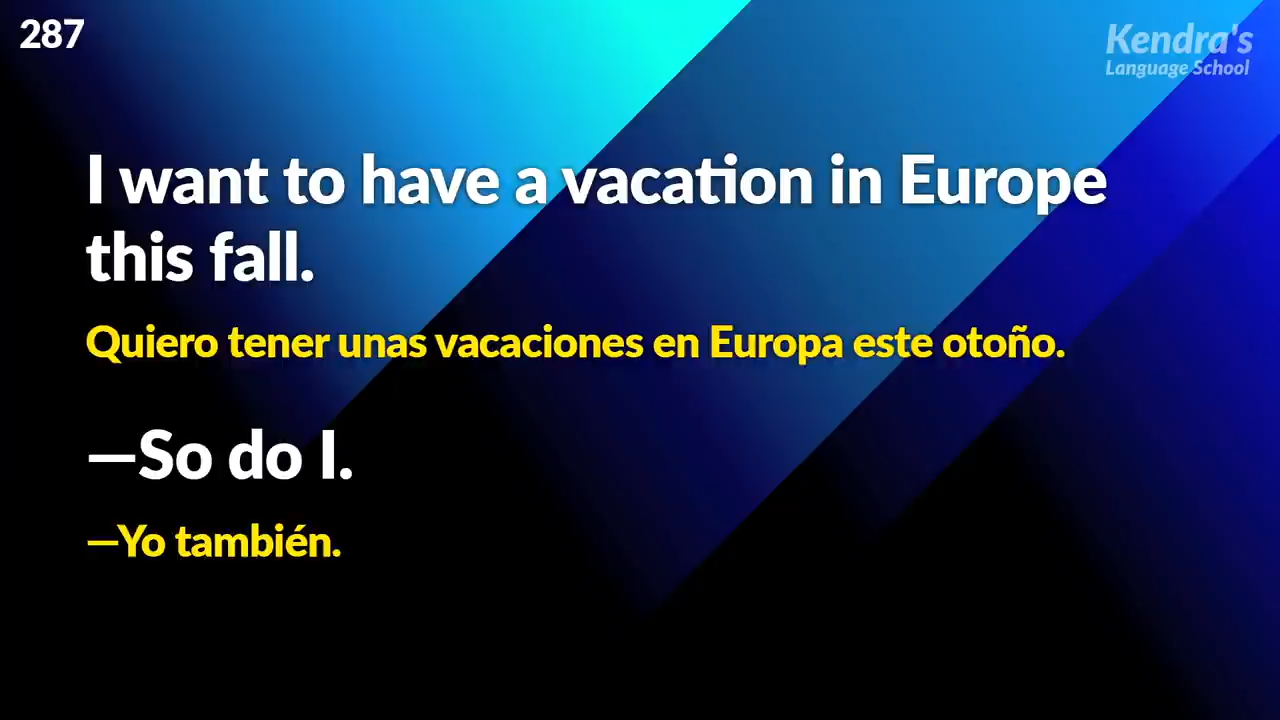 287
Kendra's
Language School
I want to have a vacation in Europe
this fall.
Quiero tener unas vacaciones en Europa este otoño.
—So do I.
—Yo también.